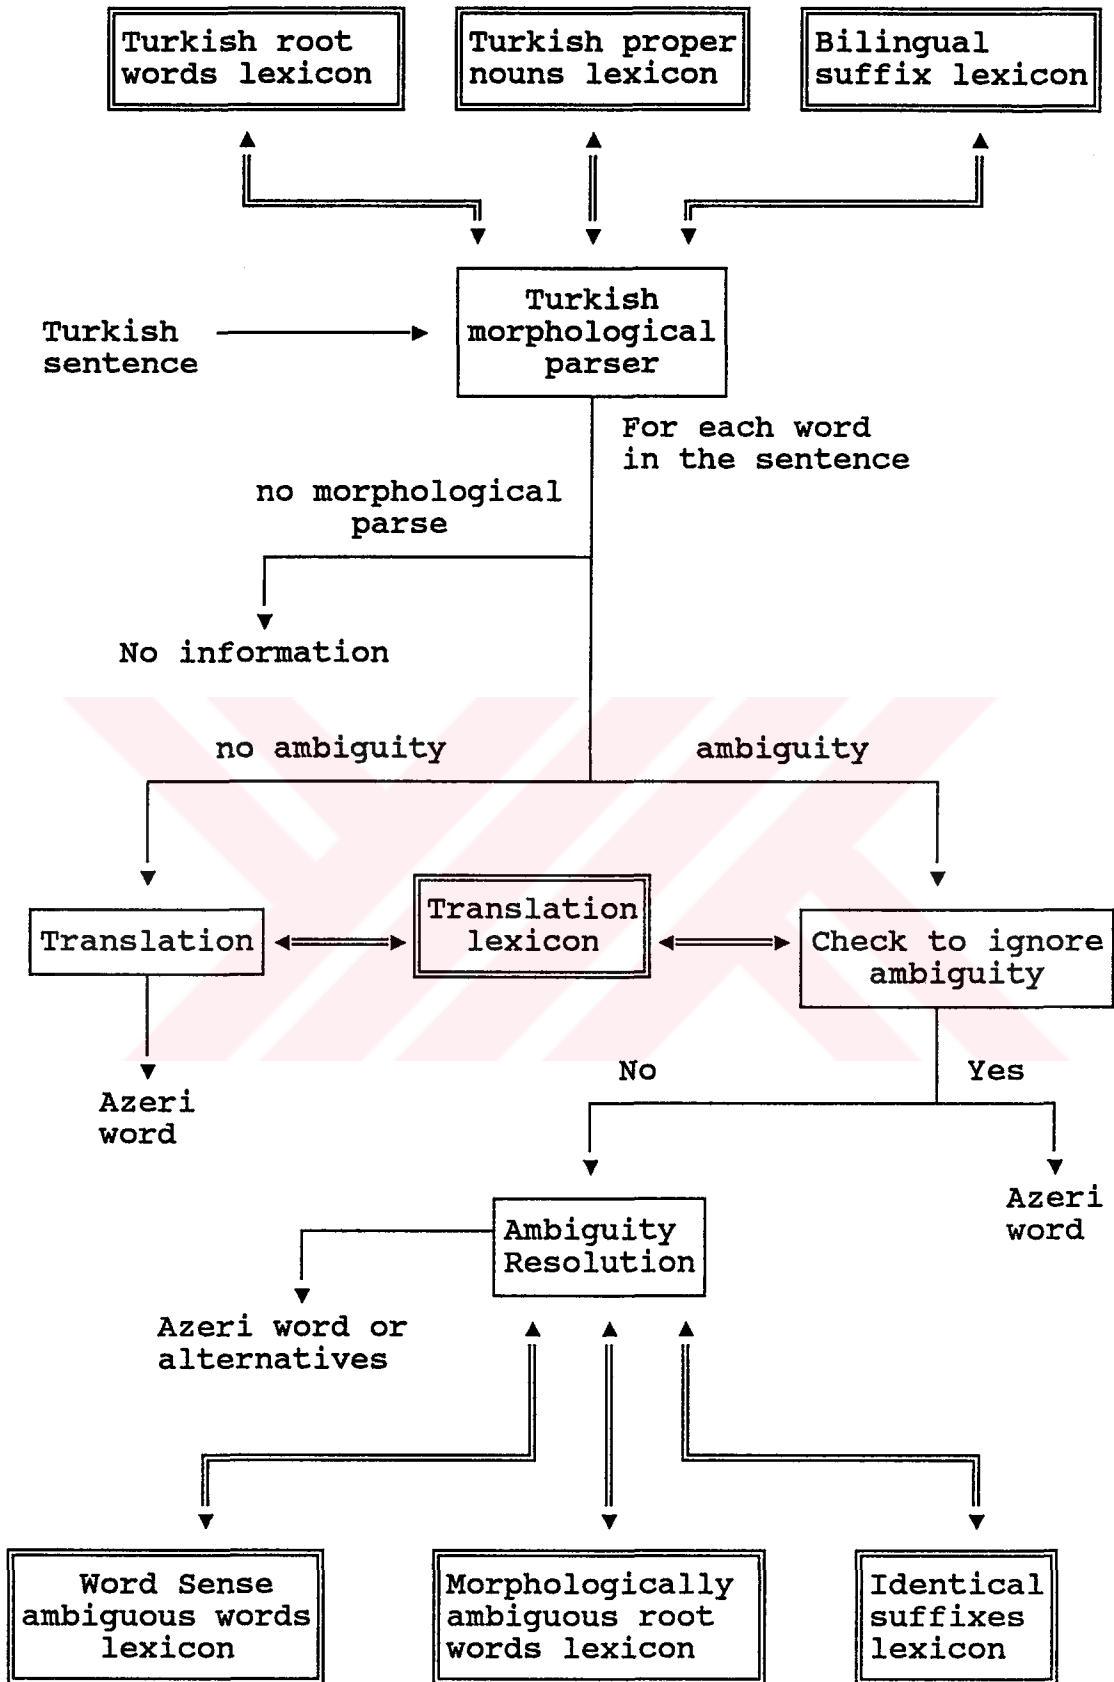 Turkish root
words lexicon
Turkish proper
nouns lexicon
Bilingual
suffix lexicon
Turkish
sentence
Turkish
morphological
parser
For each word
in the sentence
no morphological
parse
No information
no ambiguity
ambiguity
Translation
Translation
lexicon
Check to ignore
ambiguity
No
Yes
Azeri
word
Azeri
word
Ambiguity
Resolution
Azeri word or
alternatives
Word Sense
ambiguous words
lexicon
Morphologically
ambiguous root
words lexicon
Identical
suffixes
lexicon